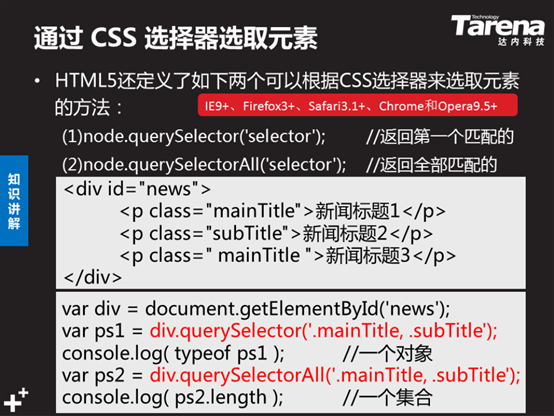 通过 CSS 选择器选取元素
Technology
Tarena
达内科技
• HTML5还定义了如下两个可以根据CSS选择器来选取元素
的方法：
IE9+、Firefox3+、Safari3.1+、Chrome和Opera9.5+
(1)node.querySelector('selector'); //返回第一个匹配的
(2)node.querySelectorAll('selector'); //返回全部匹配的
知识讲解
<div id="news">
<p class="mainTitle">新闻标题1</p>
<p class="subTitle">新闻标题2</p>
<p class=" mainTitle ">新闻标题3</p>
</div>
var div = document.getElementById('news');
var ps1 = div.querySelector('.mainTitle, .subTitle');
console.log( typeof ps1 ); //一个对象
var ps2 = div.querySelectorAll('.mainTitle, .subTitle');
console.log( ps2.length ); //一个集合